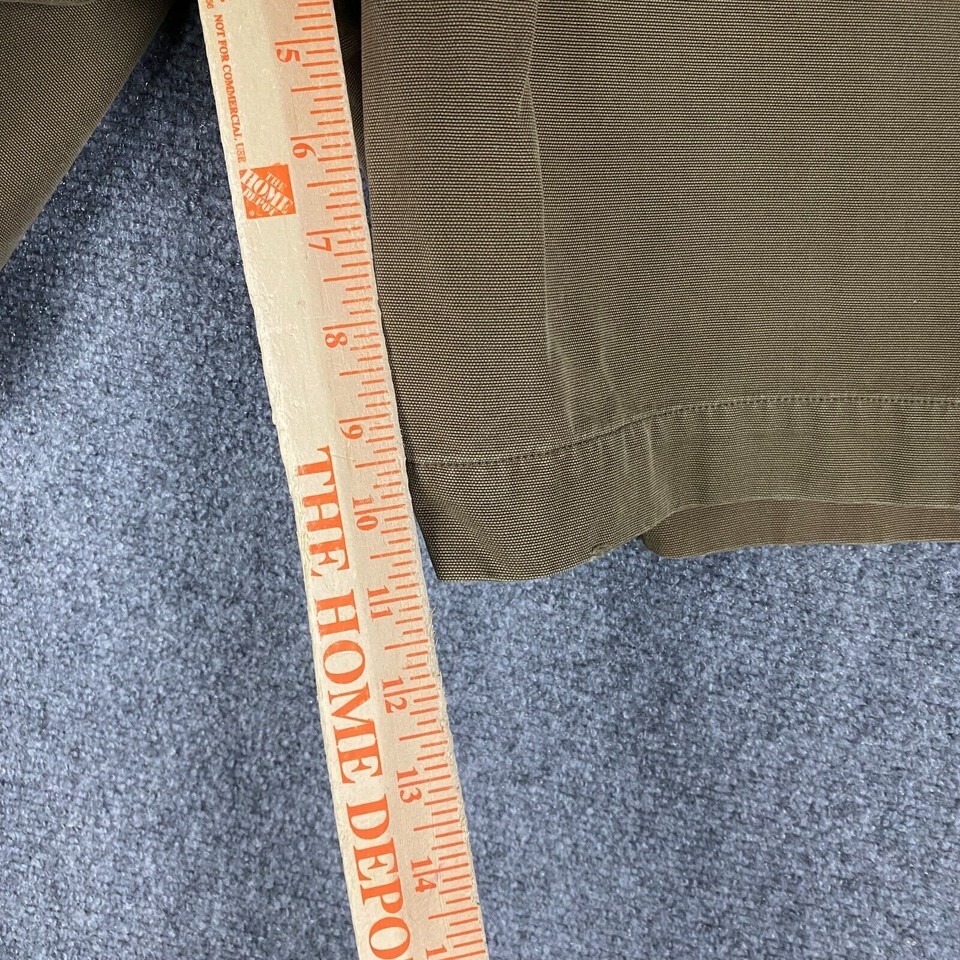 NOT FOR COMMERCIAL USE
THE
HOME
DEPOT
5
6
7
8
9
10
11
12
13
14
THE HOME DEPO